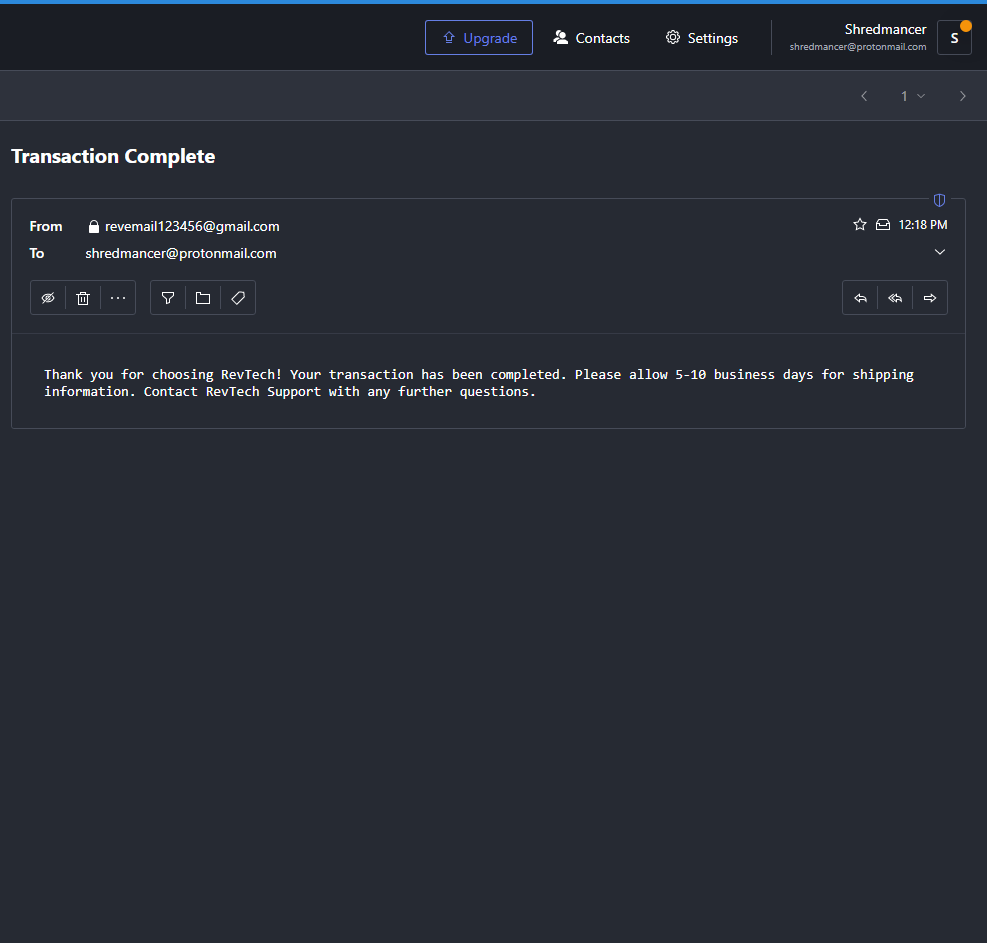 Upgrade Contacts Settings Shredmancer
shredmancer@protonmail.com S
1
Transaction Complete
From revemail123456@gmail.com 12:18 PM
To shredmancer@protonmail.com
Thank you for choosing RevTech! Your transaction has been completed. Please allow 5-10 business days for shipping
information. Contact RevTech Support with any further questions.